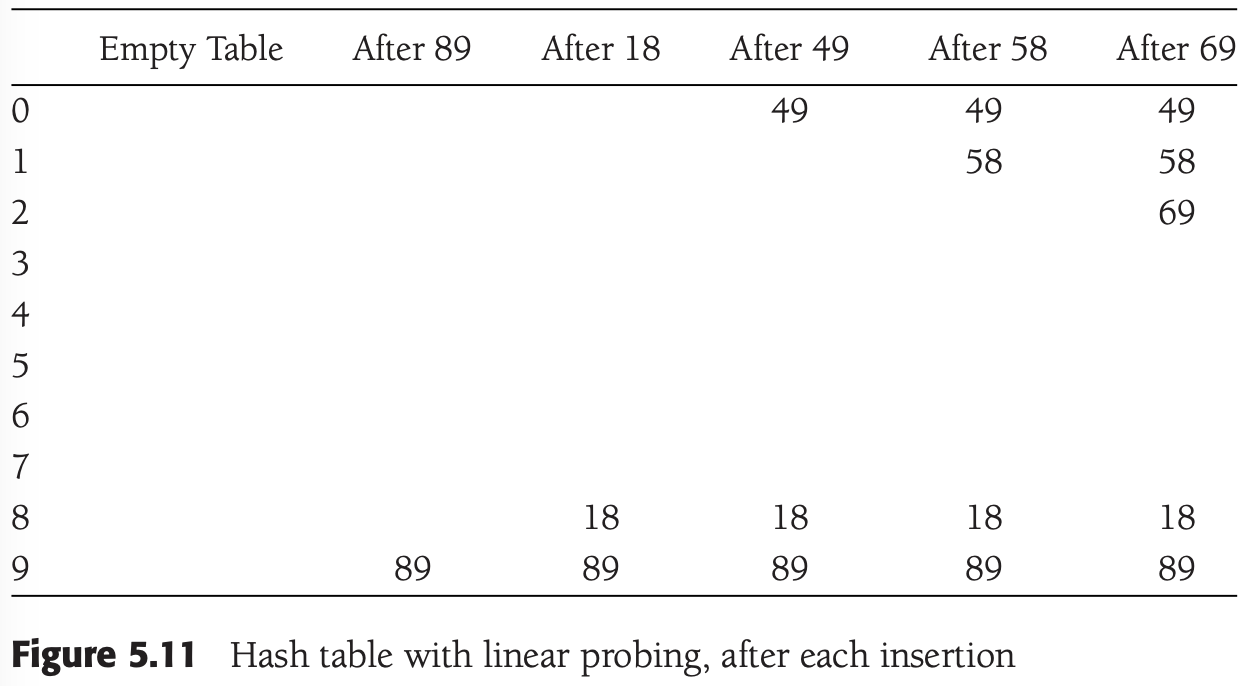 Empty Table After 89 After 18 After 49 After 58 After 69
0 49 49 49
1 58 58
2 69
3
4
5
6
7
8 18 18 18 18
9 89 89 89 89 89
Figure 5.11 Hash table with linear probing, after each insertion